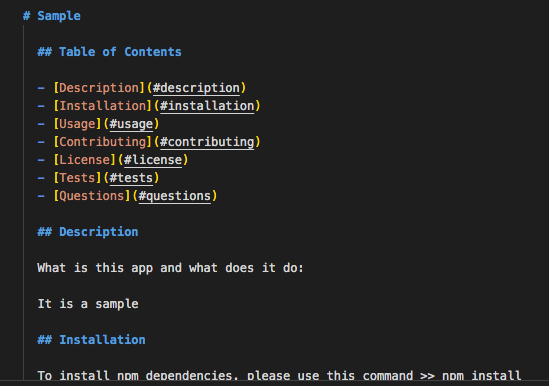 # Sample
## Table of Contents
- [Description](#description)
- [Installation](#installation)
- [Usage](#usage)
- [Contributing](#contributing)
- [License](#license)
- [Tests](#tests)
- [Questions](#questions)
## Description
What is this app and what does it do:
It is a sample
## Installation
To install npm dependencies, please use this command >> npm install